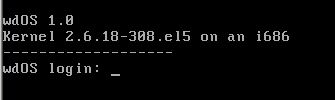 wdOS 1.0
Kernel 2.6.18-308.el5 on an i686
-------------------
wdOS login: _